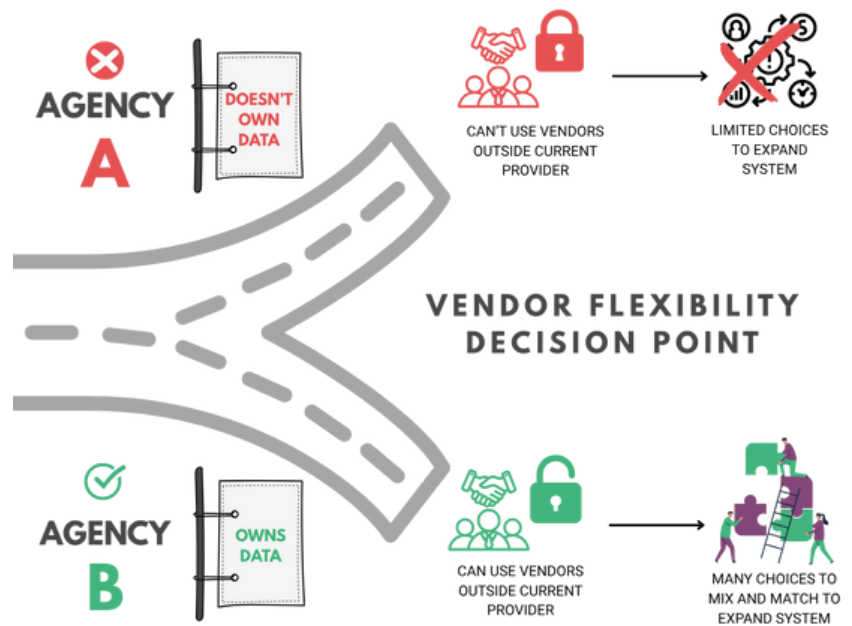 AGENCY
A
DOESN'T
OWN
DATA
CAN'T USE VENDORS
OUTSIDE CURRENT
PROVIDER
LIMITED CHOICES
TO EXPAND
SYSTEM
VENDOR FLEXIBILITY
DECISION POINT
AGENCY
B
OWNS
DATA
CAN USE VENDORS
OUTSIDE CURRENT
PROVIDER
MANY CHOICES TO
MIX AND MATCH TO
EXPAND SYSTEM